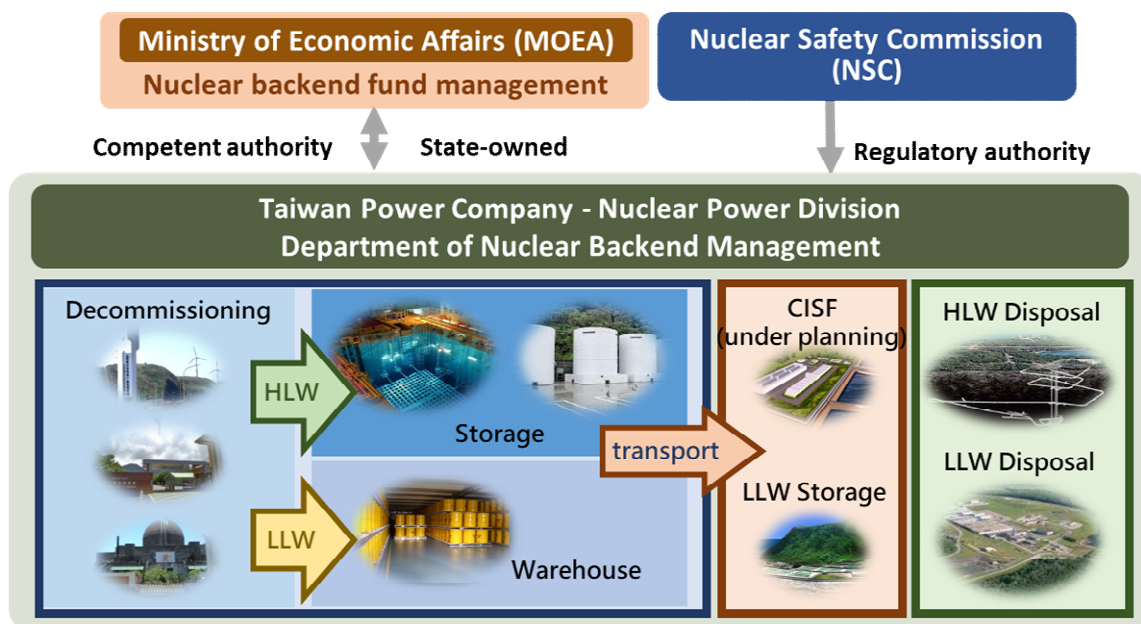 Ministry of Economic Affairs (MOEA)
Nuclear backend fund management
Nuclear Safety Commission
(NSC)
Competent authority
State-owned
Regulatory authority
Taiwan Power Company - Nuclear Power Division
Department of Nuclear Backend Management
Decommissioning
HLW
Storage
LLW
Warehouse
transport
CISF
(under planning)
LLW Storage
HLW Disposal
LLW Disposal